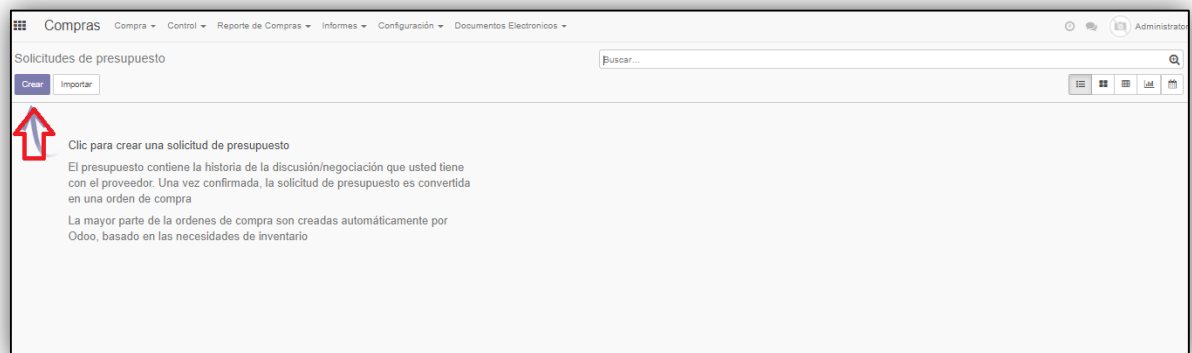 Compras Compra Control Reporte de Compras Informes Configuración Documentos Electronicos Administrator
Solicitudes de presupuesto Buscar...
Crear Importar
Clic para crear una solicitud de presupuesto
El presupuesto contiene la historia de la discusión/negociación que usted tiene
con el proveedor. Una vez confirmada, la solicitud de presupuesto es convertida
en una orden de compra
La mayor parte de la ordenes de compra son creadas automáticamente por
Odoo, basado en las necesidades de inventario